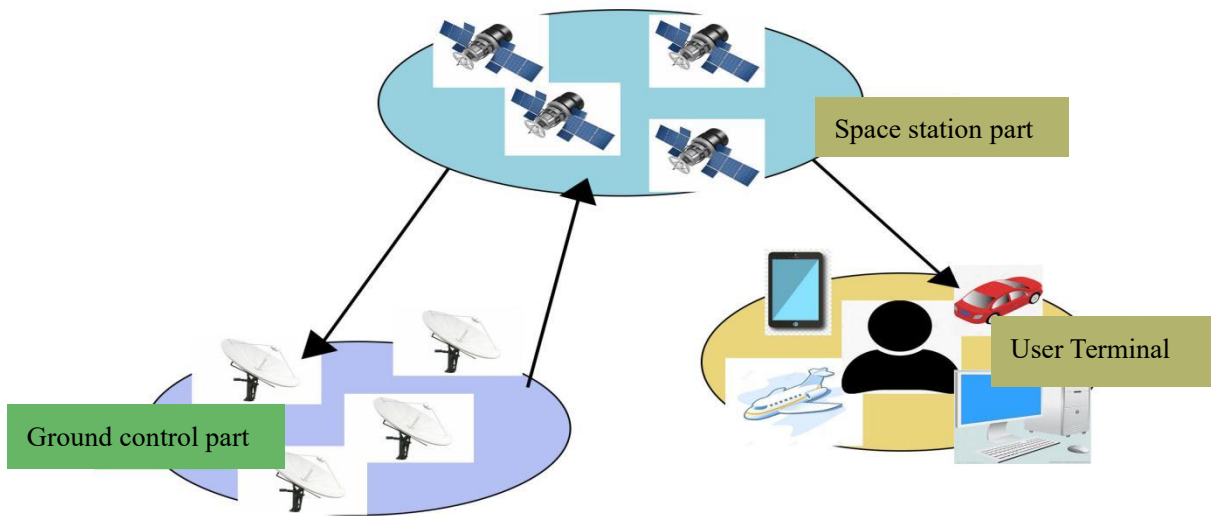 Space station part
User Terminal
Ground control part